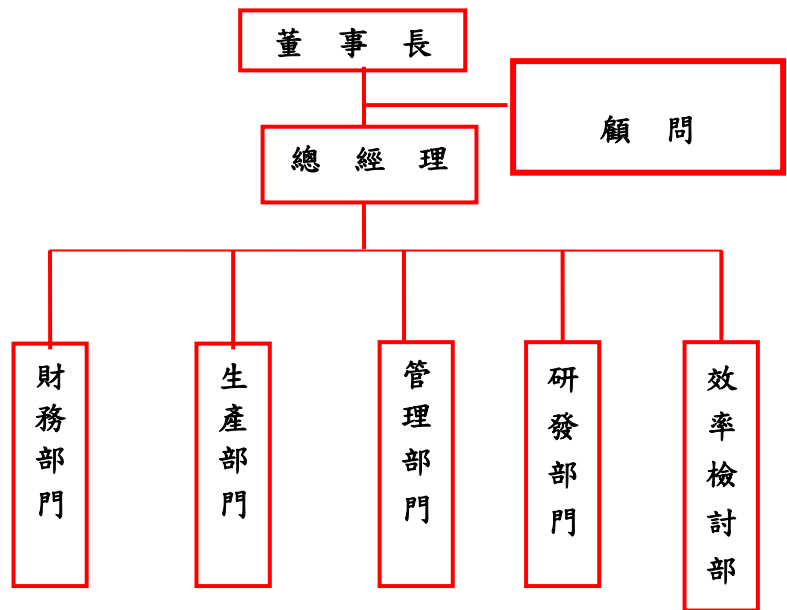 董 事 長
顧 問
總 經 理
財務部門
生產部門
管理部門
研發部門
效率檢討部